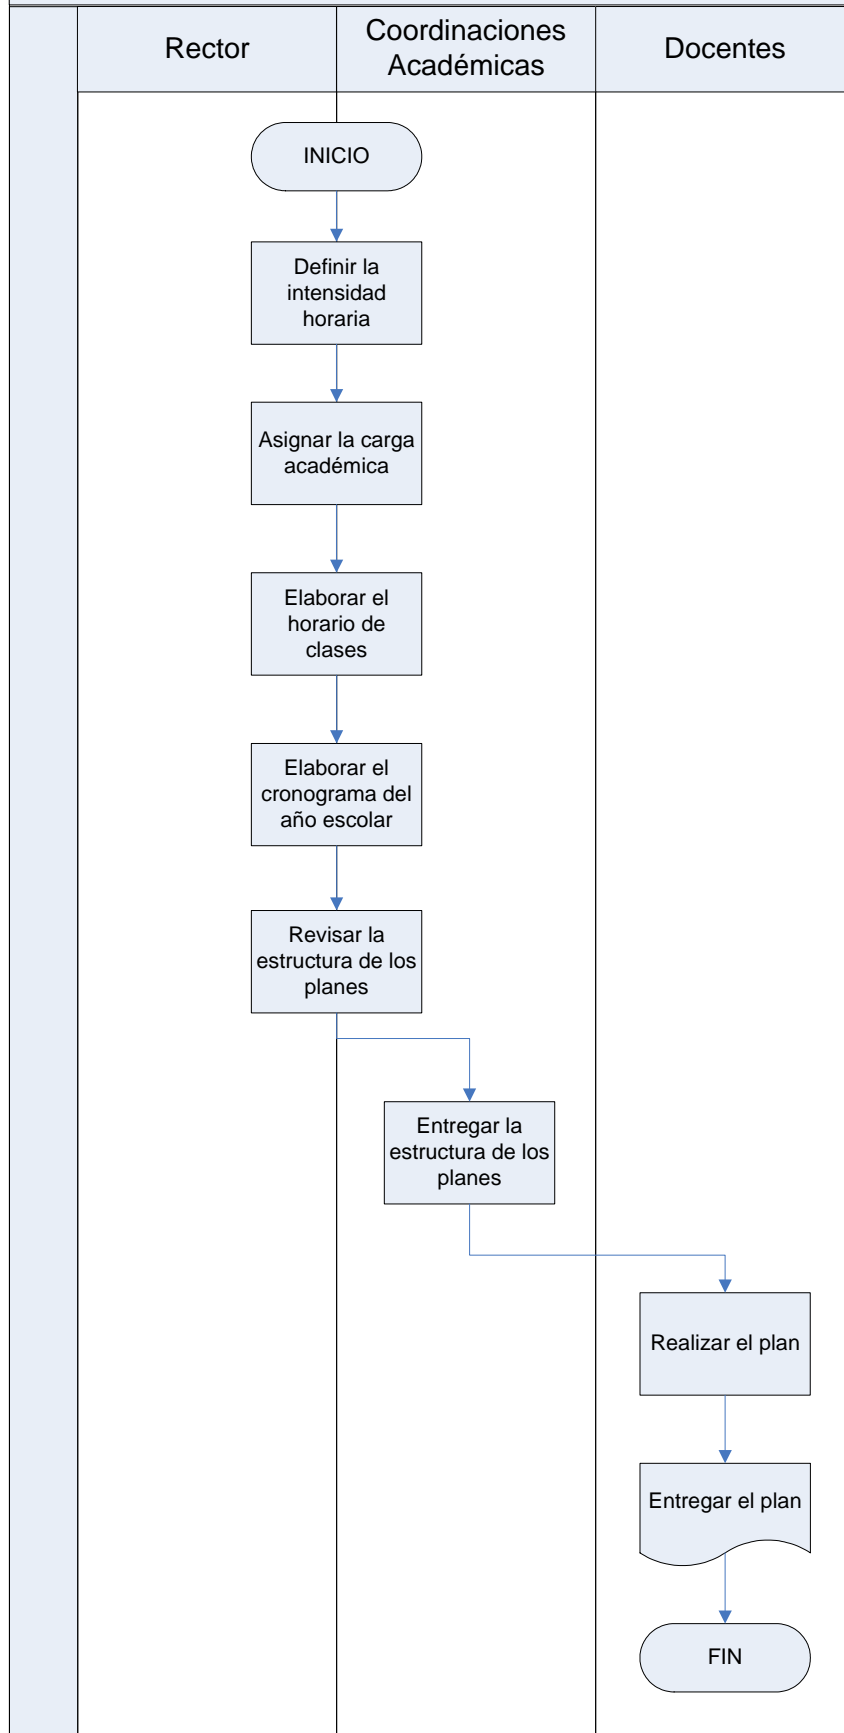 Rector
Coordinaciones
Académicas
Docentes
INICIO
Definir la
intensidad
horaria
Asignar la carga
académica
Elaborar el
horario de
clases
Elaborar el
cronograma del
año escolar
Revisar la
estructura de los
planes
Entregar la
estructura de los
planes
Realizar el plan
Entregar el plan
FIN